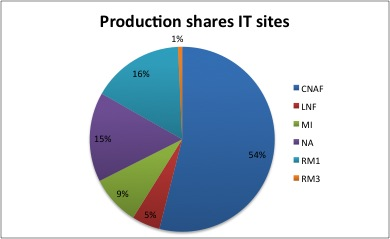 Production shares IT sites
1%
16%
15%
9%
5%
54%
CNAF
LNF
MI
NA
RM1
RM3